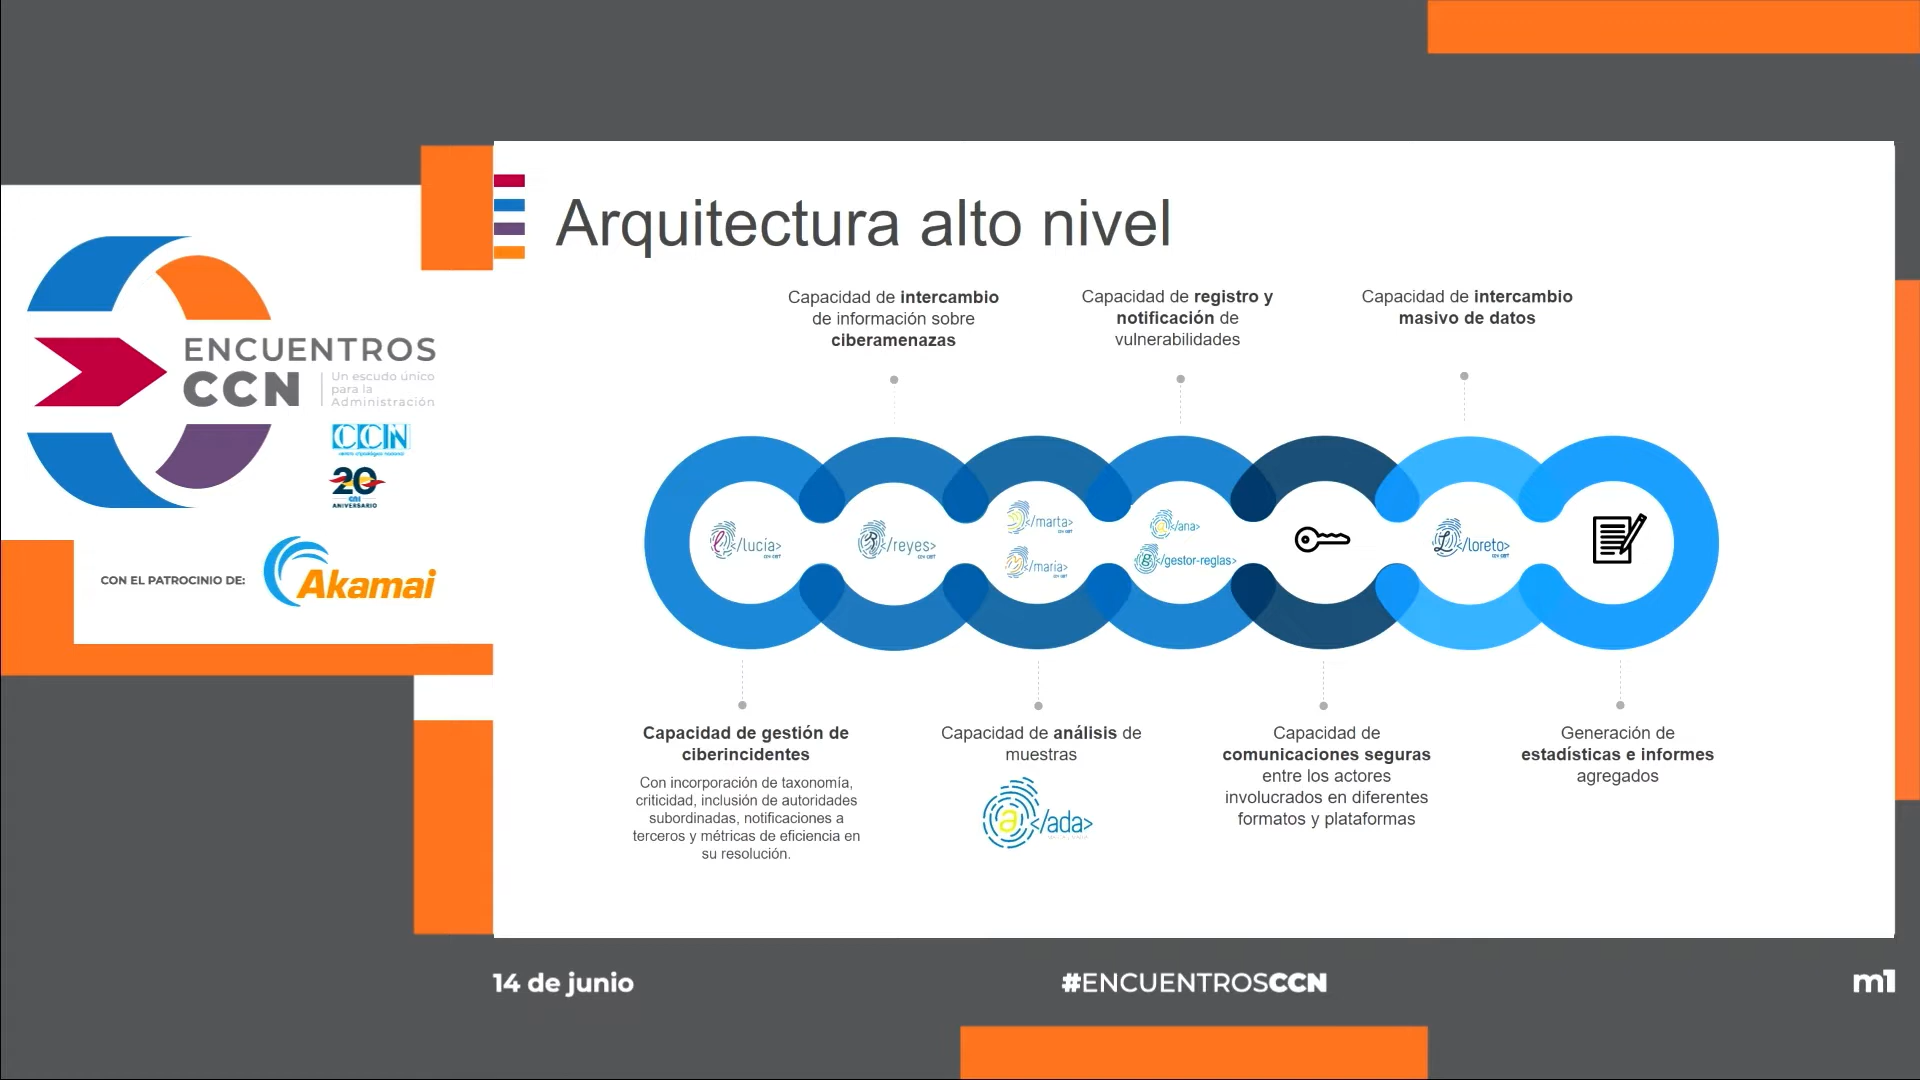 Arquitectura alto nivel
ENCUENTROS
CCN
Un escudo único
para la
Administración
CCN
centro criptológico nacional
20
CNI
ANIVERSARIO
CON EL PATROCINIO DE:
Akamai
Capacidad de intercambio
de información sobre
ciberamenazas
Capacidad de registro y
notificación de
vulnerabilidades
Capacidad de intercambio
masivo de datos
</lucia>
</reyes>
</marta>
</maria>
</ana>
</gestor-reglas>
</loreto>
Capacidad de gestión de
ciberincidentes
Con incorporación de taxonomía,
criticidad, inclusión de autoridades
subordinadas, notificaciones a
terceros y métricas de eficiencia en
su resolución.
Capacidad de análisis de
muestras
a
</ada>
Capacidad de
comunicaciones seguras
entre los actores
involucrados en diferentes
formatos y plataformas
Generación de
estadísticas e informes
agregados
14 de junio
#ENCUENTROSCCN
m1